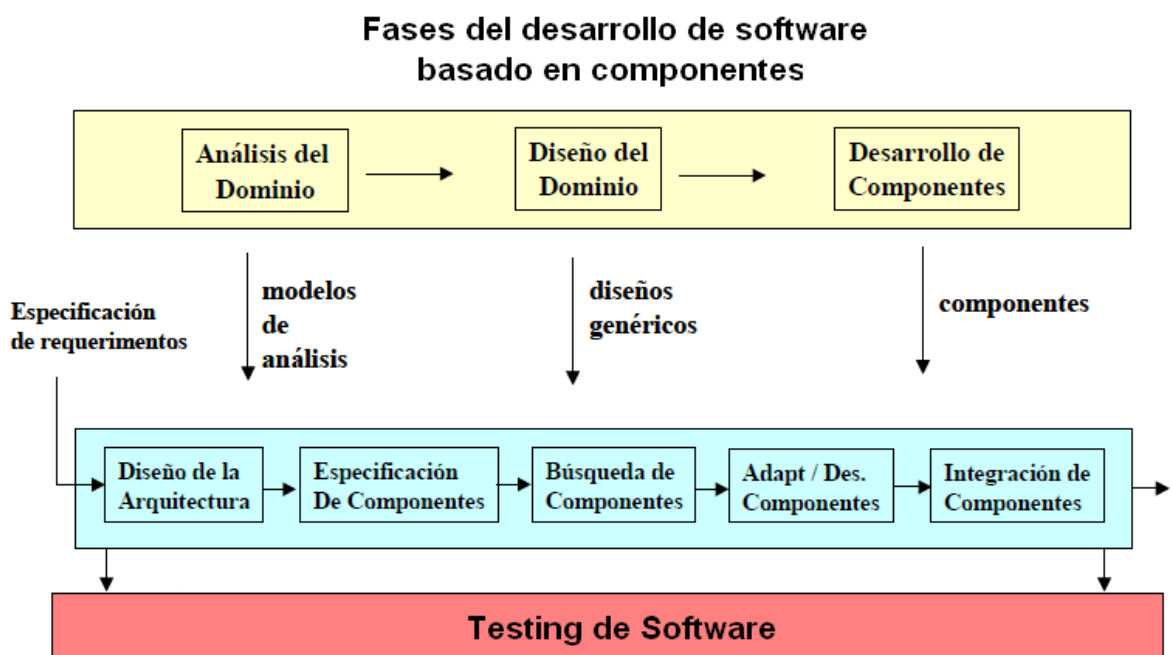 Fases del desarrollo de software
basado en componentes
Análisis del
Dominio
Diseño del
Dominio
Desarrollo de
Componentes
modelos
de
análisis
diseños
genéricos
componentes
Especificación
de requerimentos
Diseño de la
Arquitectura
Especificación
De Componentes
Búsqueda de
Componentes
Adapt / Des.
Componentes
Integración de
Componentes
Testing de Software